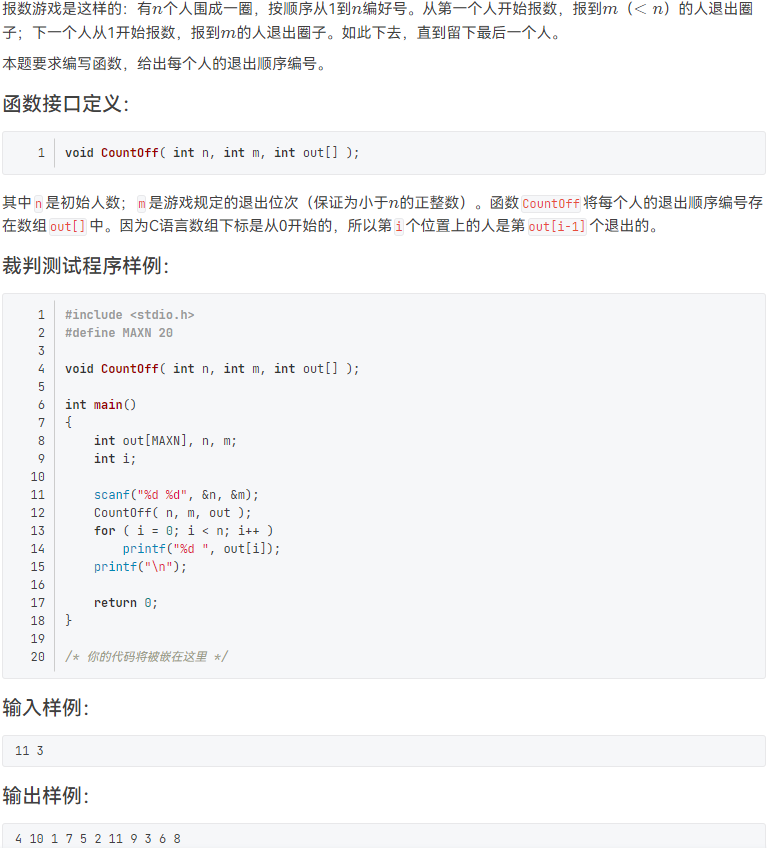 报数游戏是这样的：有n个人围成一圈，按顺序从1到n编好号。从第一个人开始报数，报到m（< n）的人退出圈
子；下一个人从1开始报数，报到m的人退出圈子。如此下去，直到留下最后一个人。
本题要求编写函数，给出每个人的退出顺序编号。
函数接口定义：
1 void CountOff( int n, int m, int out[] );
其中n是初始人数；m是游戏规定的退出位次（保证为小于n的正整数）。函数CountOff将每个人的退出顺序编号存
在数组out[]中。因为C语言数组下标是从0开始的，所以第i个位置上的人是第out[i-1]个退出的。
裁判测试程序样例：
1 #include <stdio.h>
2 #define MAXN 20
3
4 void CountOff( int n, int m, int out[] );
5
6 int main()
7 {
8     int out[MAXN], n, m;
9     int i;
10
11     scanf("%d %d", &n, &m);
12     CountOff( n, m, out );
13     for ( i = 0; i < n; i++ )
14         printf("%d ", out[i]);
15     printf("\n");
16
17     return 0;
18 }
19
20 /* 你的代码将被嵌在这里 */
输入样例：
11 3
输出样例：
4 10 1 7 5 2 11 9 3 6 8